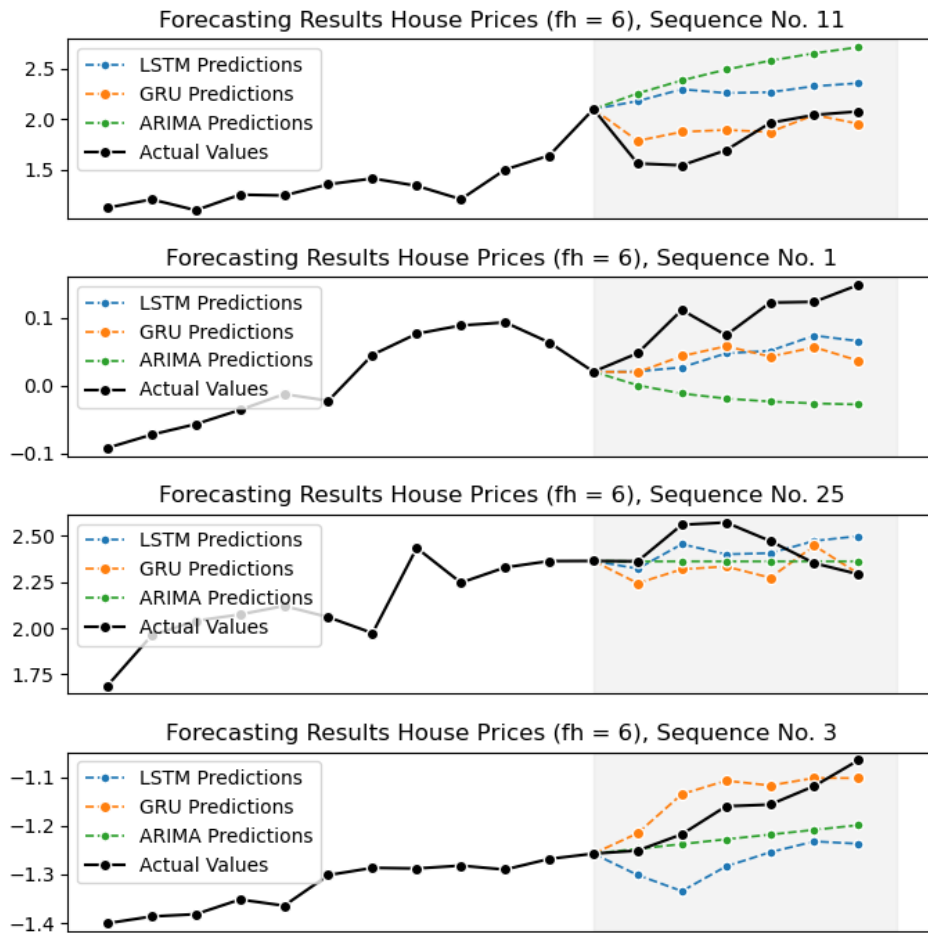 Forecasting Results House Prices (fh = 6), Sequence No. 11
2.5
2.0
1.5
LSTM Predictions
GRU Predictions
ARIMA Predictions
Actual Values
Forecasting Results House Prices (fh = 6), Sequence No. 1
0.1
0.0
−0.1
LSTM Predictions
GRU Predictions
ARIMA Predictions
Actual Values
Forecasting Results House Prices (fh = 6), Sequence No. 25
2.50
2.25
2.00
1.75
LSTM Predictions
GRU Predictions
ARIMA Predictions
Actual Values
Forecasting Results House Prices (fh = 6), Sequence No. 3
−1.1
−1.2
−1.3
−1.4
LSTM Predictions
GRU Predictions
ARIMA Predictions
Actual Values